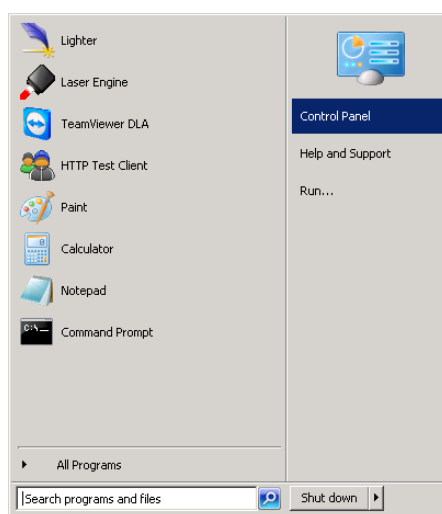 Lighter
Laser Engine
TeamViewer DLA
HTTP Test Client
Paint
Calculator
Notepad
C:\_
Command Prompt
All Programs
Search programs and files
Control Panel
Help and Support
Run...
Shut down